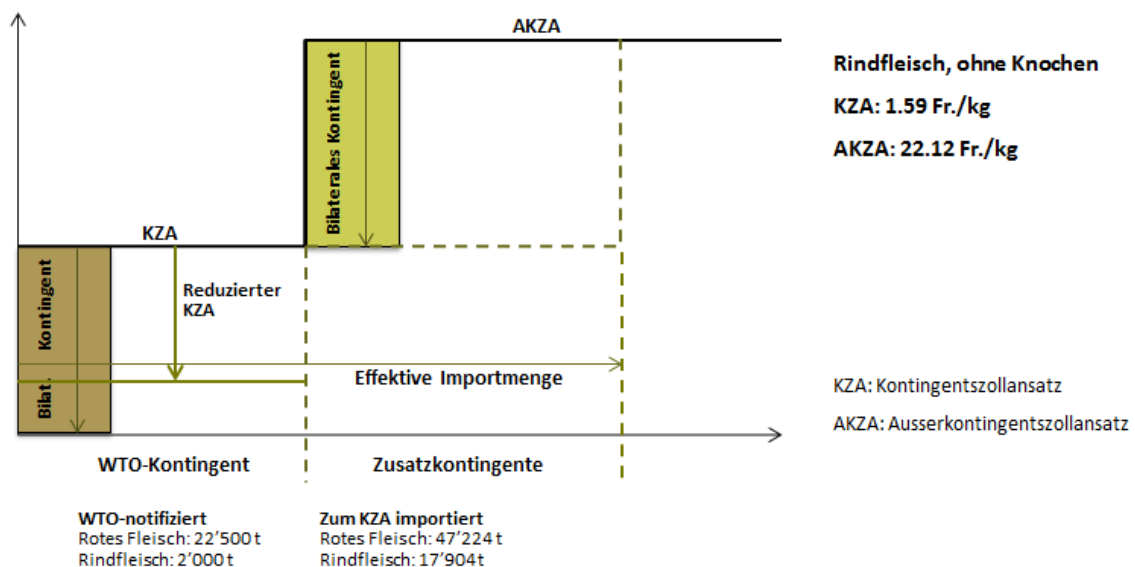 AKZA
Rindfleisch, ohne Knochen
KZA: 1.59 Fr./kg
AKZA: 22.12 Fr./kg
Bilaterales Kontingent
KZA
Reduzierter
KZA
Bilat. Kontingent
Effektive Importmenge
KZA: Kontingentszollansatz
AKZA: Ausserkontingentszollansatz
WTO-Kontingent
Zusatzkontingente
WTO-notifiziert
Rotes Fleisch: 22’500 t
Rindfleisch: 2’000 t
Zum KZA importiert
Rotes Fleisch: 47’224 t
Rindfleisch: 17’904 t